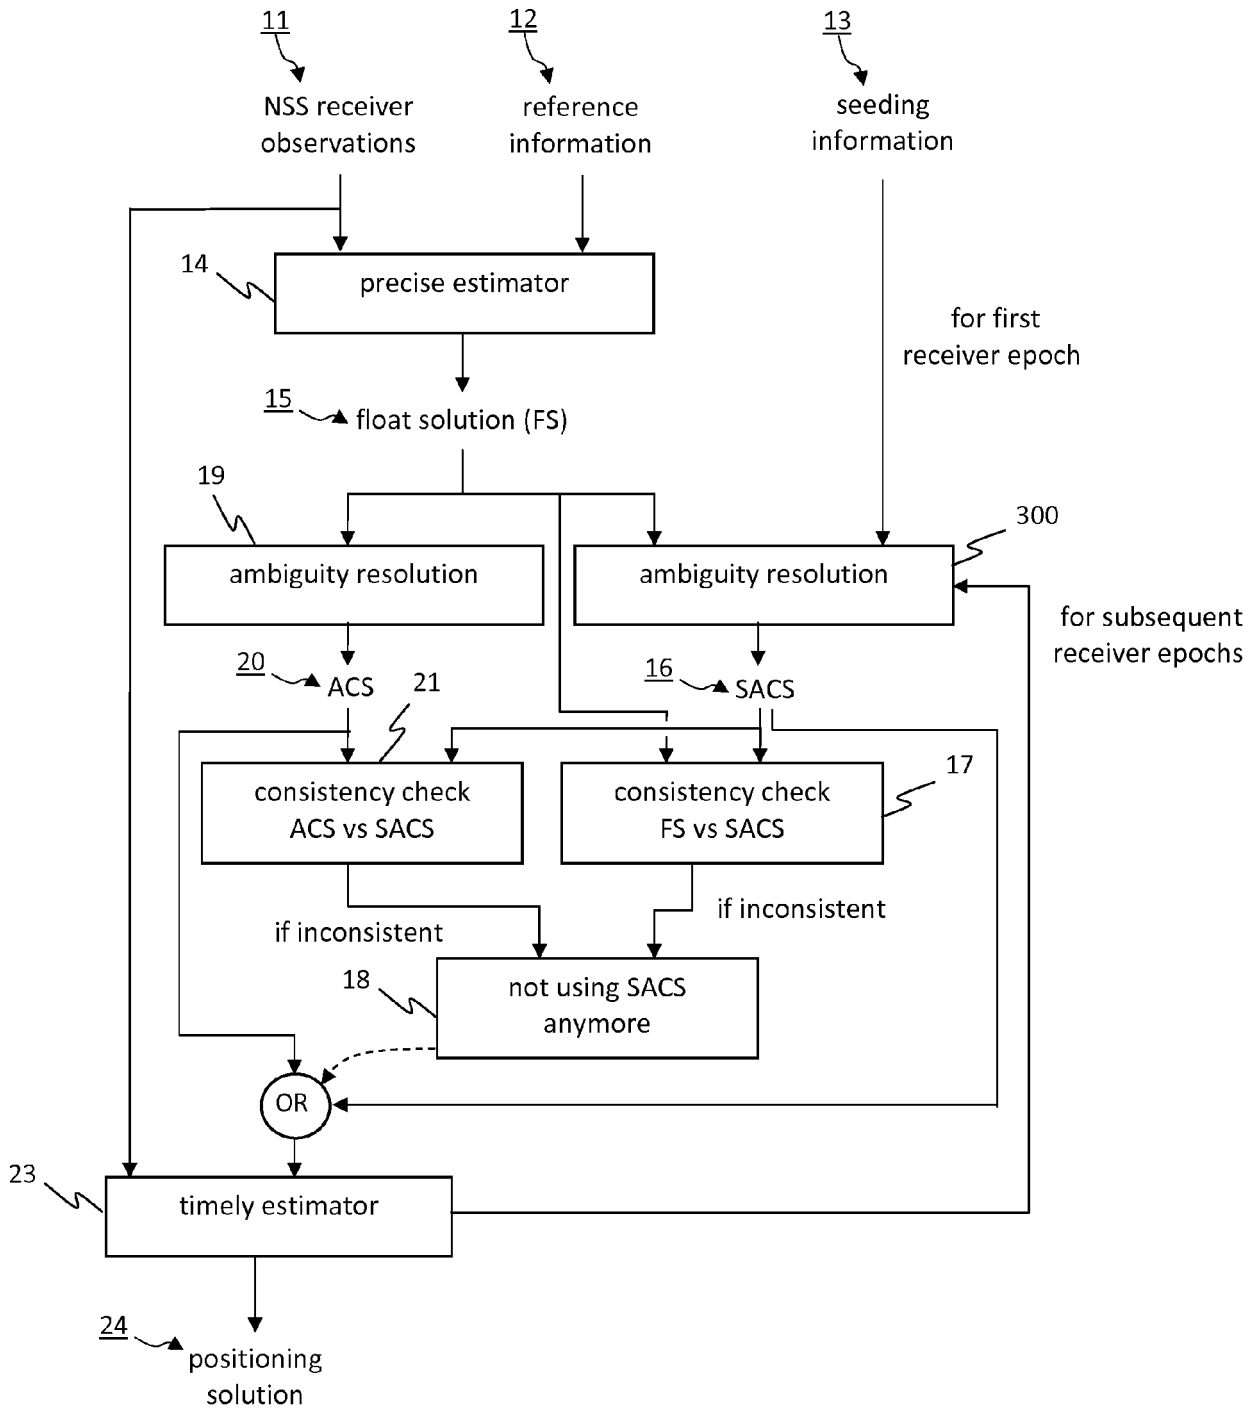 11
12
13
NSS receiver
observations
reference
information
seeding
information
14
precise estimator
for first
receiver epoch
15
float solution (FS)
19
300
ambiguity resolution
ambiguity resolution
for subsequent
receiver epochs
20
ACS
21
16
SACS
17
consistency check
ACS vs SACS
consistency check
FS vs SACS
if inconsistent
if inconsistent
18
not using SACS
anymore
OR
23
timely estimator
24
positioning
solution